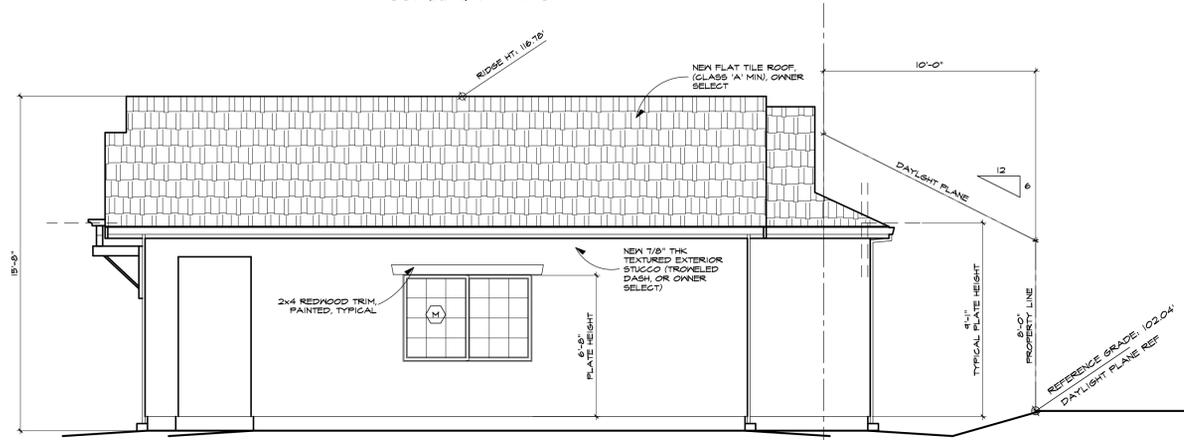 RIDGE HT: 116.78'
NEW FLAT TILE ROOF,
(CLASS 'A' MIN), OWNER
SELECT
10'-0"
12
6
DAYLIGHT PLANE
15'-8"
NEW 7/8" THK
TEXTURED EXTERIOR
STUCCO (TROWELED
DASH, OR OWNER
SELECT)
2x4 REDWOOD TRIM,
PAINTED, TYPICAL
M
6'-8"
PLATE HEIGHT
9'-1"
TYPICAL PLATE HEIGHT
8'-0"
PROPERTY LINE
REFERENCE GRADE: 102.04'
DAYLIGHT PLANE REF